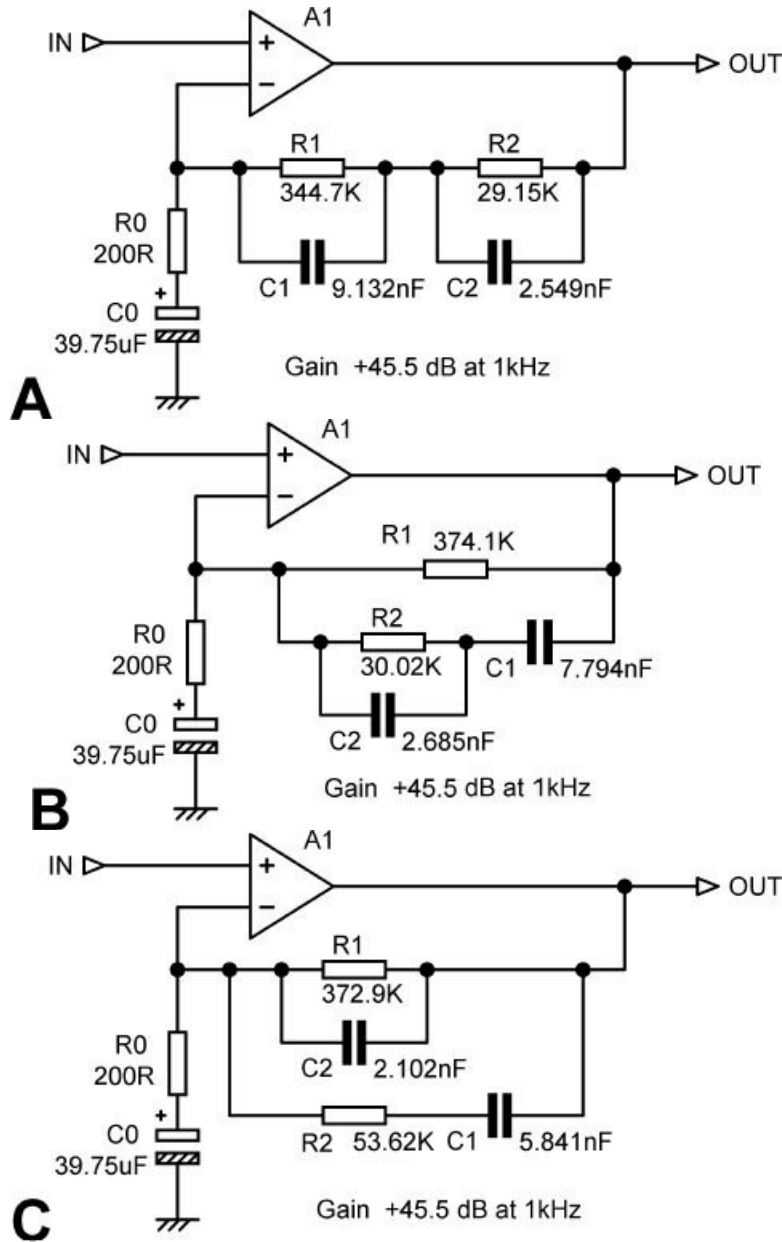 A1
IN
+
−
OUT
R1
R2
344.7K
29.15K
R0
200R
C1
9.132nF
C2
2.549nF
+
C0
39.75uF
Gain +45.5 dB at 1kHz
A
A1
IN
+
−
OUT
R1
374.1K
R0
200R
R2
30.02K
C1
7.794nF
+
C0
39.75uF
C2
2.685nF
Gain +45.5 dB at 1kHz
B
A1
IN
+
−
OUT
R1
372.9K
R0
200R
C2
2.102nF
+
C0
39.75uF
R2
53.62K
C1
5.841nF
Gain +45.5 dB at 1kHz
C